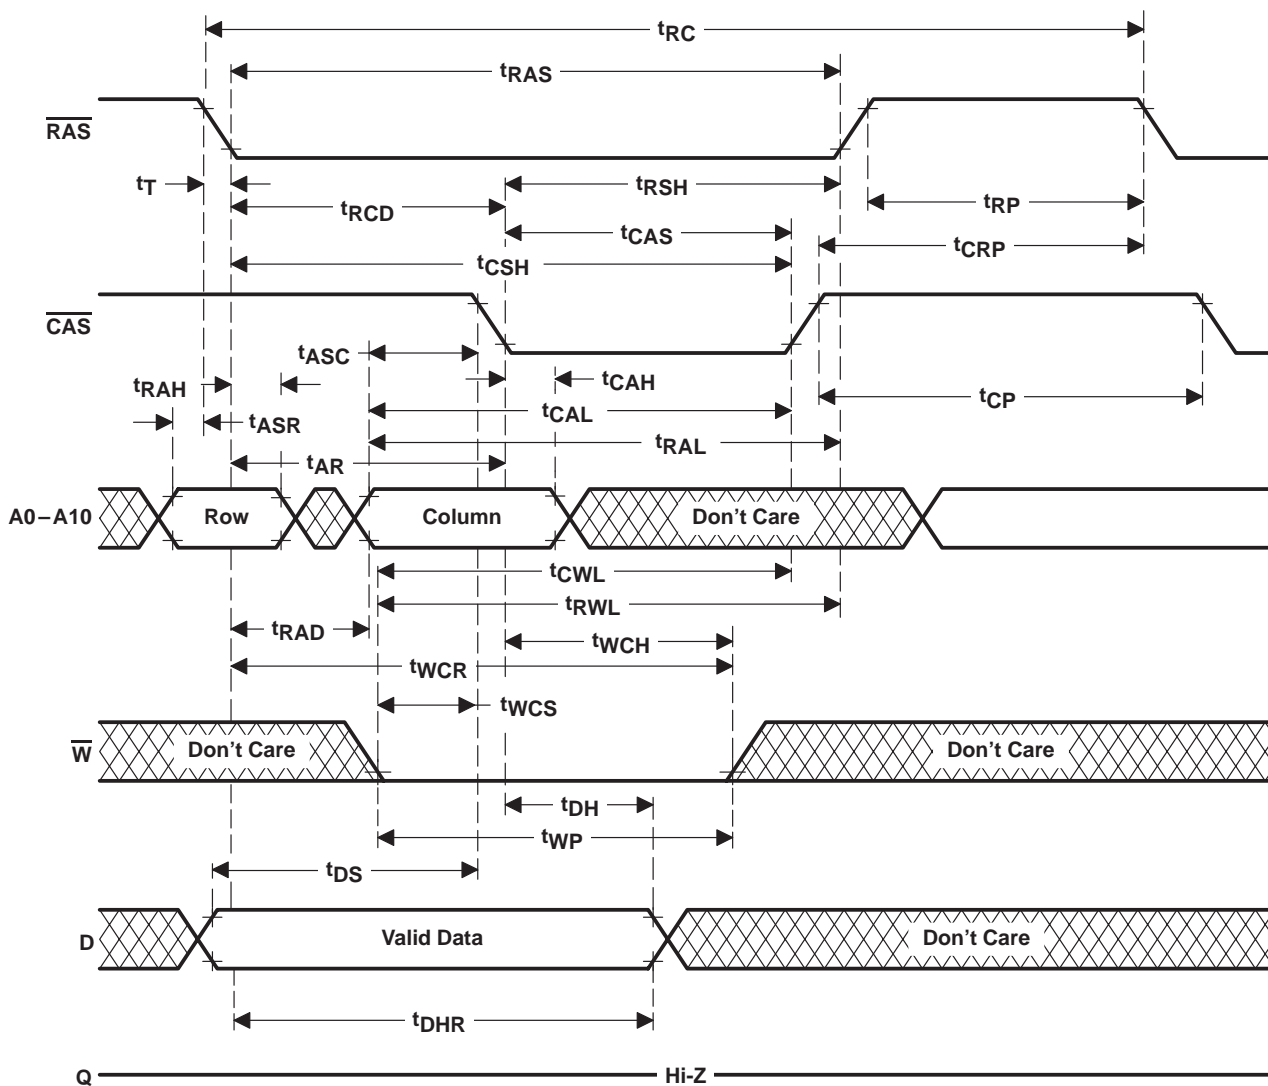 tRC
tRAS
RAS
tT
tRSH
tRCD
tRP
tCAS
tCRP
tCSH
CAS
tASC
tRAH
tCAH
tCP
tCAL
tASR
tRAL
tAR
A0–A10
Row
Column
Don't Care
tCWL
tRWL
tRAD
tWCH
tWCR
tWCS
W
Don't Care
Don't Care
tDH
tWP
tDS
D
Valid Data
Don't Care
tDHR
Q
Hi-Z